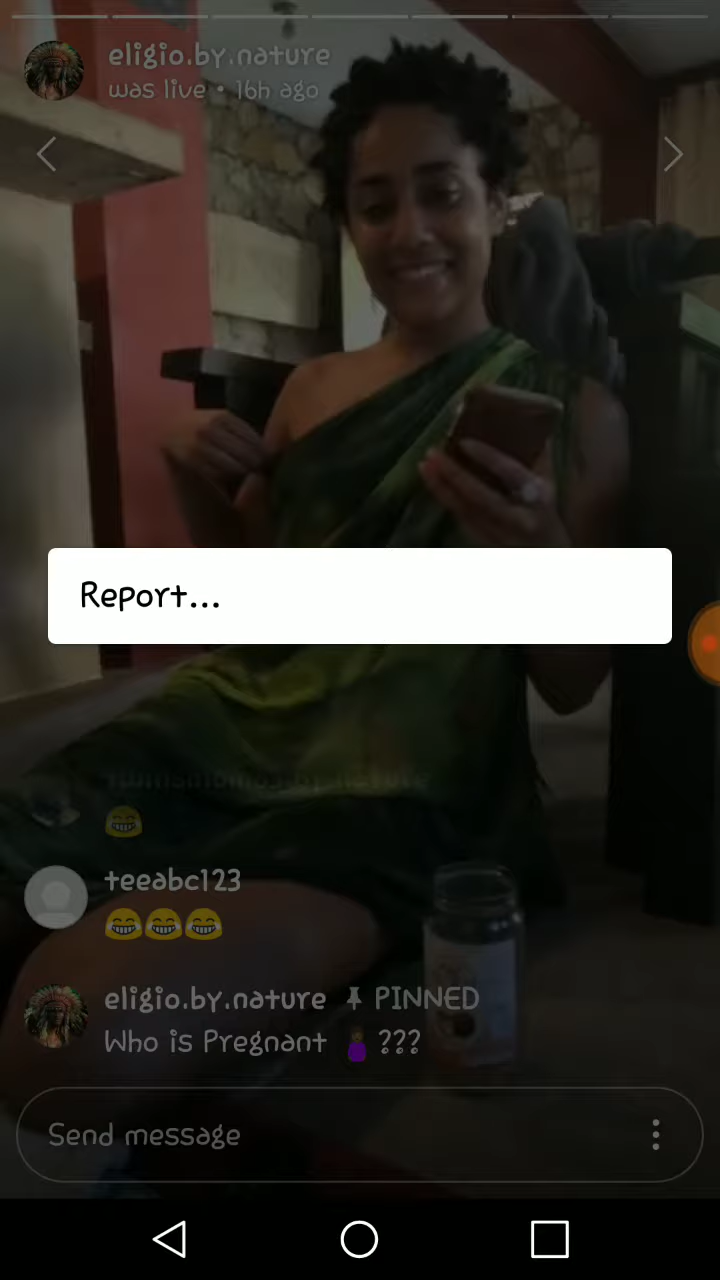 eligio.by.nature
was live • 16h ago
Report...
😂
teeabc123
😂😂😂
eligio.by.nature 📌 PINNED
Who is Pregnant 🤰🏾???
Send message